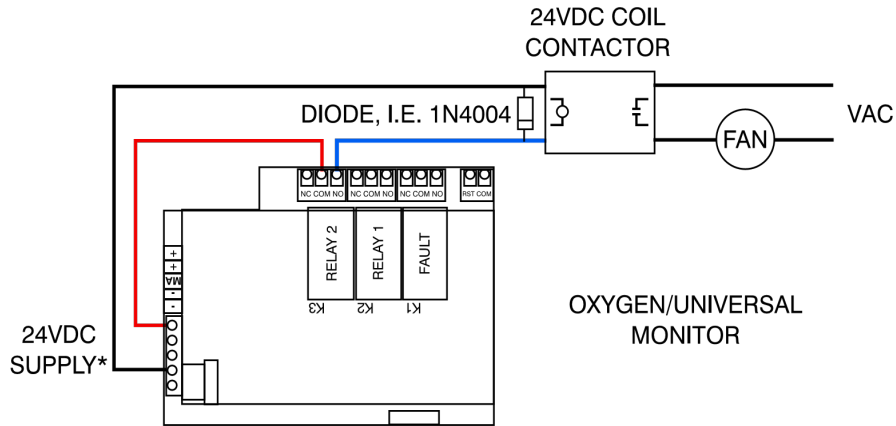 24VDC COIL
CONTACTOR
DIODE, I.E. 1N4004
VAC
FAN
NC COM NO NC COM NO NC COM NO RST COM
RELAY 2
RELAY 1
FAULT
K3
K2
K1
+
+
MA
-
-
OXYGEN/UNIVERSAL
MONITOR
24VDC
SUPPLY*